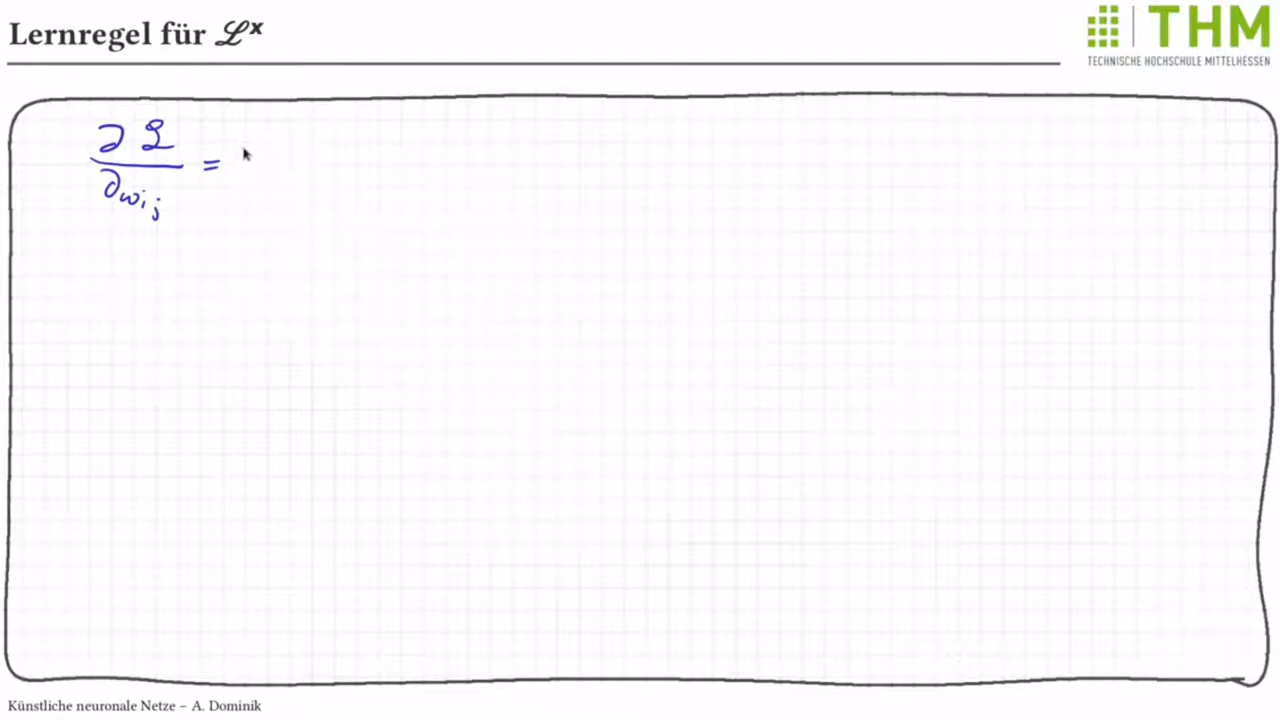 Lernregel für ℒˣ
THM
TECHNISCHE HOCHSCHULE MITTELHESSEN
∂ℒ
∂wij
=
Künstliche neuronale Netze – A. Dominik